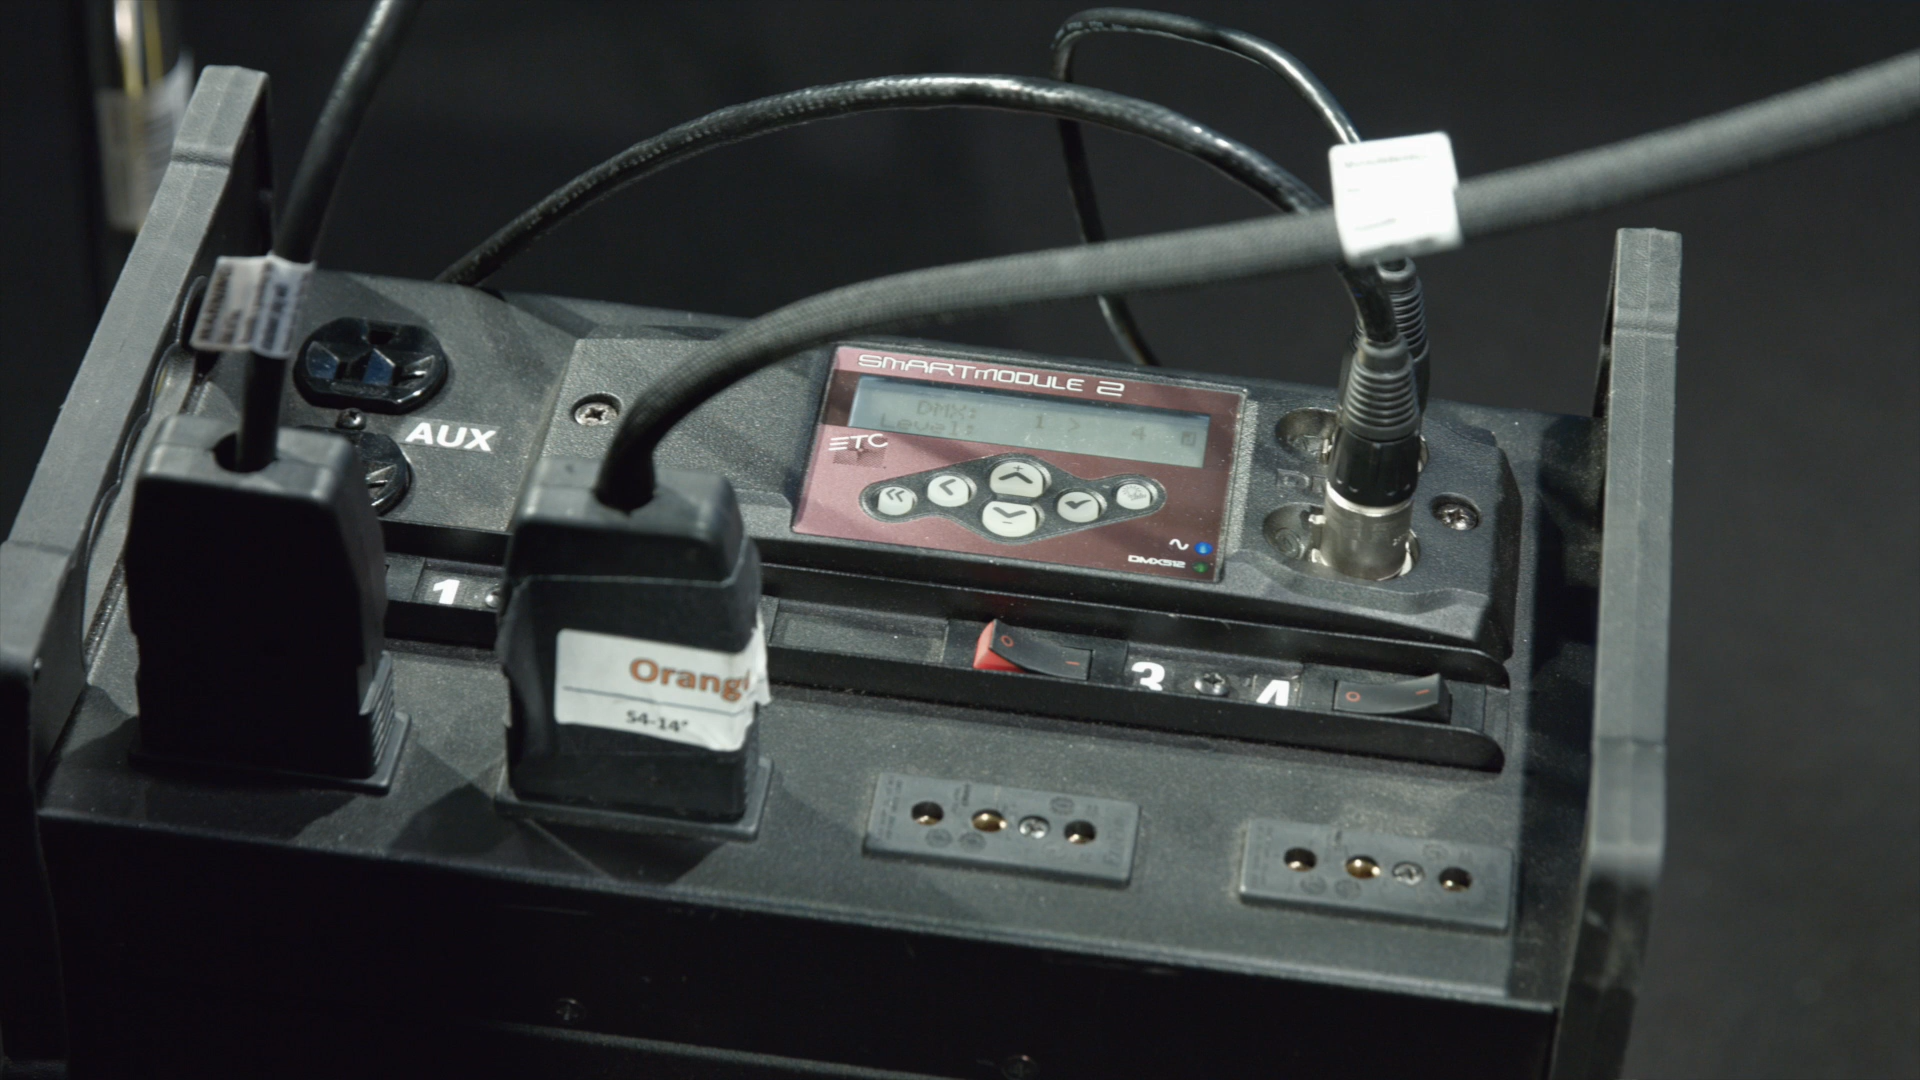 SMARTMODULE 2
DMX: 1 > 4
Level:
ETC
AUX
DMX512
1
3 4
Orang
S4-14°